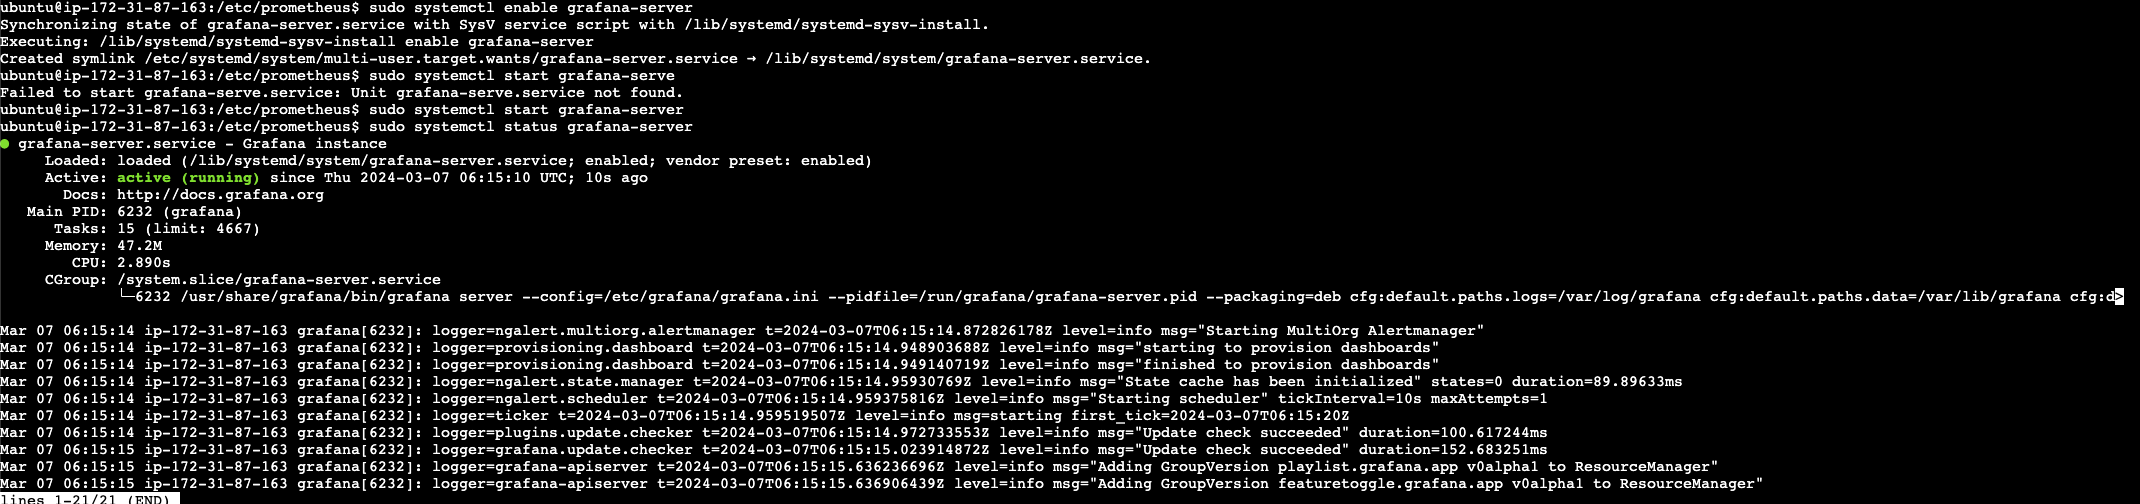 ubuntu@ip-172-31-87-163:/etc/prometheus$ sudo systemctl enable grafana-server
Synchronizing state of grafana-server.service with SysV service script with /lib/systemd/systemd-sysv-install.
Executing: /lib/systemd/systemd-sysv-install enable grafana-server
Created symlink /etc/systemd/system/multi-user.target.wants/grafana-server.service → /lib/systemd/system/grafana-server.service.
ubuntu@ip-172-31-87-163:/etc/prometheus$ sudo systemctl start grafana-serve
Failed to start grafana-serve.service: Unit grafana-serve.service not found.
ubuntu@ip-172-31-87-163:/etc/prometheus$ sudo systemctl start grafana-server
ubuntu@ip-172-31-87-163:/etc/prometheus$ sudo systemctl status grafana-server
● grafana-server.service - Grafana instance
     Loaded: loaded (/lib/systemd/system/grafana-server.service; enabled; vendor preset: enabled)
     Active: active (running) since Thu 2024-03-07 06:15:10 UTC; 10s ago
       Docs: http://docs.grafana.org
   Main PID: 6232 (grafana)
      Tasks: 15 (limit: 4667)
     Memory: 47.2M
        CPU: 2.890s
     CGroup: /system.slice/grafana-server.service
             └─6232 /usr/share/grafana/bin/grafana server --config=/etc/grafana/grafana.ini --pidfile=/run/grafana/grafana-server.pid --packaging=deb cfg:default.paths.logs=/var/log/grafana cfg:default.paths.data=/var/lib/grafana cfg:d>
Mar 07 06:15:14 ip-172-31-87-163 grafana[6232]: logger=ngalert.multiorg.alertmanager t=2024-03-07T06:15:14.872826178Z level=info msg="Starting MultiOrg Alertmanager"
Mar 07 06:15:14 ip-172-31-87-163 grafana[6232]: logger=provisioning.dashboard t=2024-03-07T06:15:14.948903688Z level=info msg="starting to provision dashboards"
Mar 07 06:15:14 ip-172-31-87-163 grafana[6232]: logger=provisioning.dashboard t=2024-03-07T06:15:14.949140719Z level=info msg="finished to provision dashboards"
Mar 07 06:15:14 ip-172-31-87-163 grafana[6232]: logger=ngalert.state.manager t=2024-03-07T06:15:14.95930769Z level=info msg="State cache has been initialized" states=0 duration=89.89633ms
Mar 07 06:15:14 ip-172-31-87-163 grafana[6232]: logger=ngalert.scheduler t=2024-03-07T06:15:14.959375816Z level=info msg="Starting scheduler" tickInterval=10s maxAttempts=1
Mar 07 06:15:14 ip-172-31-87-163 grafana[6232]: logger=ticker t=2024-03-07T06:15:14.959519507Z level=info msg=starting first_tick=2024-03-07T06:15:20Z
Mar 07 06:15:14 ip-172-31-87-163 grafana[6232]: logger=plugins.update.checker t=2024-03-07T06:15:14.972733553Z level=info msg="Update check succeeded" duration=100.617244ms
Mar 07 06:15:15 ip-172-31-87-163 grafana[6232]: logger=grafana.update.checker t=2024-03-07T06:15:15.023914872Z level=info msg="Update check succeeded" duration=152.683251ms
Mar 07 06:15:15 ip-172-31-87-163 grafana[6232]: logger=grafana-apiserver t=2024-03-07T06:15:15.636236696Z level=info msg="Adding GroupVersion playlist.grafana.app v0alpha1 to ResourceManager"
Mar 07 06:15:15 ip-172-31-87-163 grafana[6232]: logger=grafana-apiserver t=2024-03-07T06:15:15.636906439Z level=info msg="Adding GroupVersion featuretoggle.grafana.app v0alpha1 to ResourceManager"
lines 1-21/21 (END)